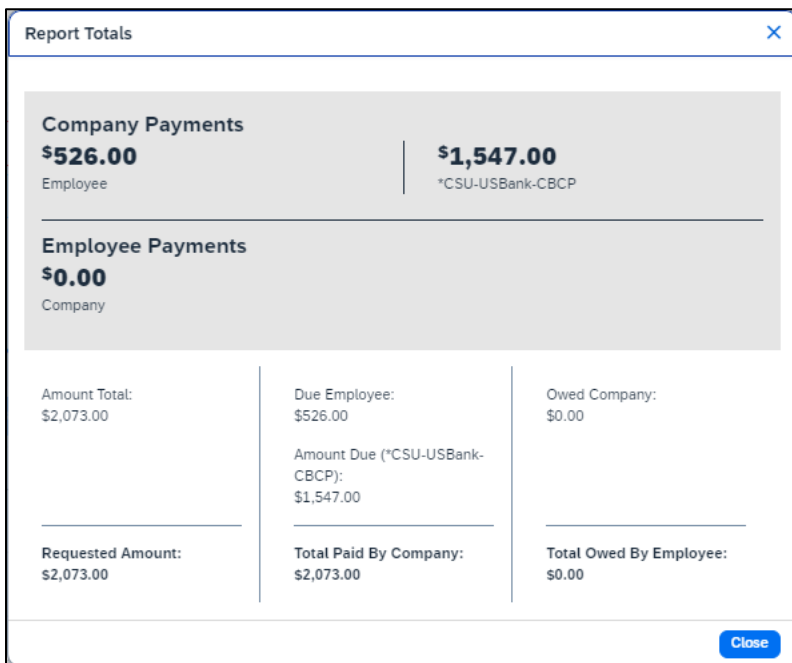 Report Totals
Company Payments
$526.00
Employee
$1,547.00
*CSU-USBank-CBCP
Employee Payments
$0.00
Company
Amount Total:
$2,073.00
Due Employee:
$526.00
Amount Due (*CSU-USBank-
CBCP):
$1,547.00
Owed Company:
$0.00
Requested Amount:
$2,073.00
Total Paid By Company:
$2,073.00
Total Owed By Employee:
$0.00
Close